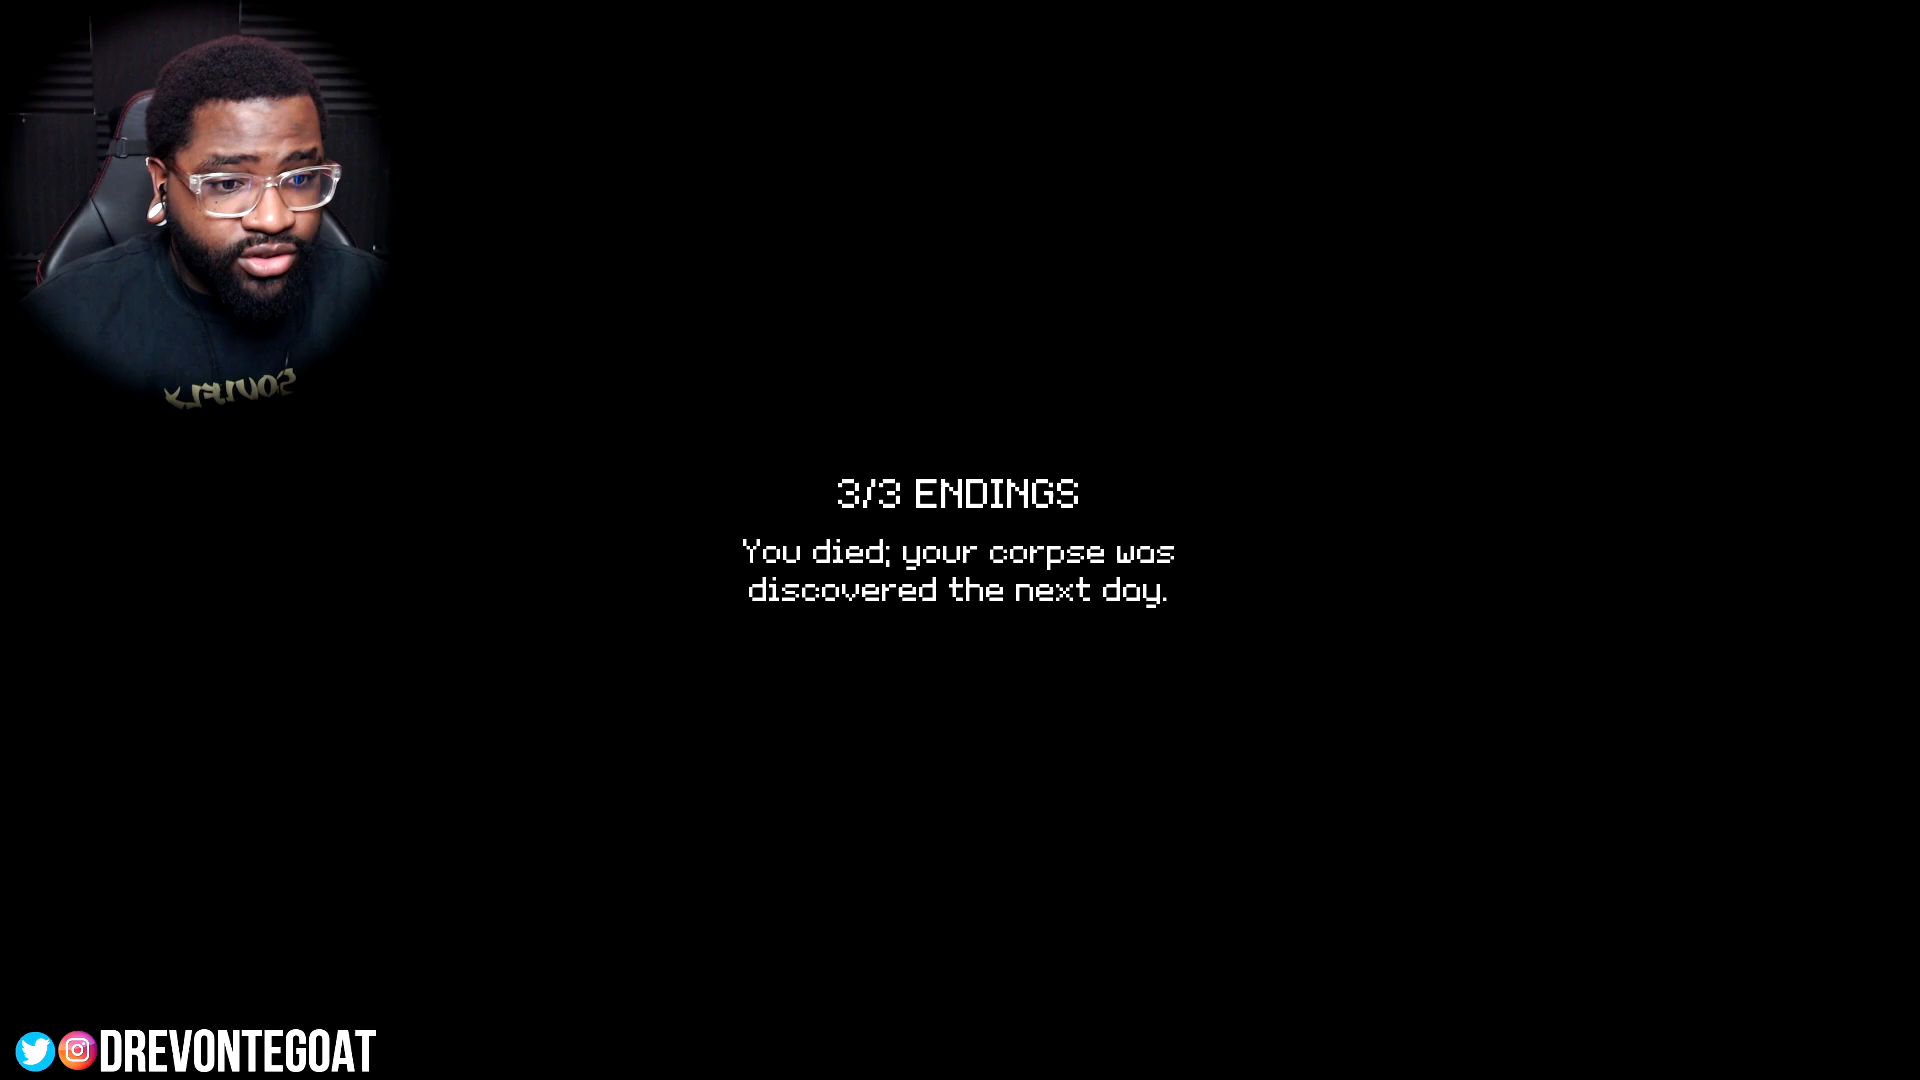 3/3 ENDINGS
You died; your corpse was
discovered the next day.
DREVONTEGOAT